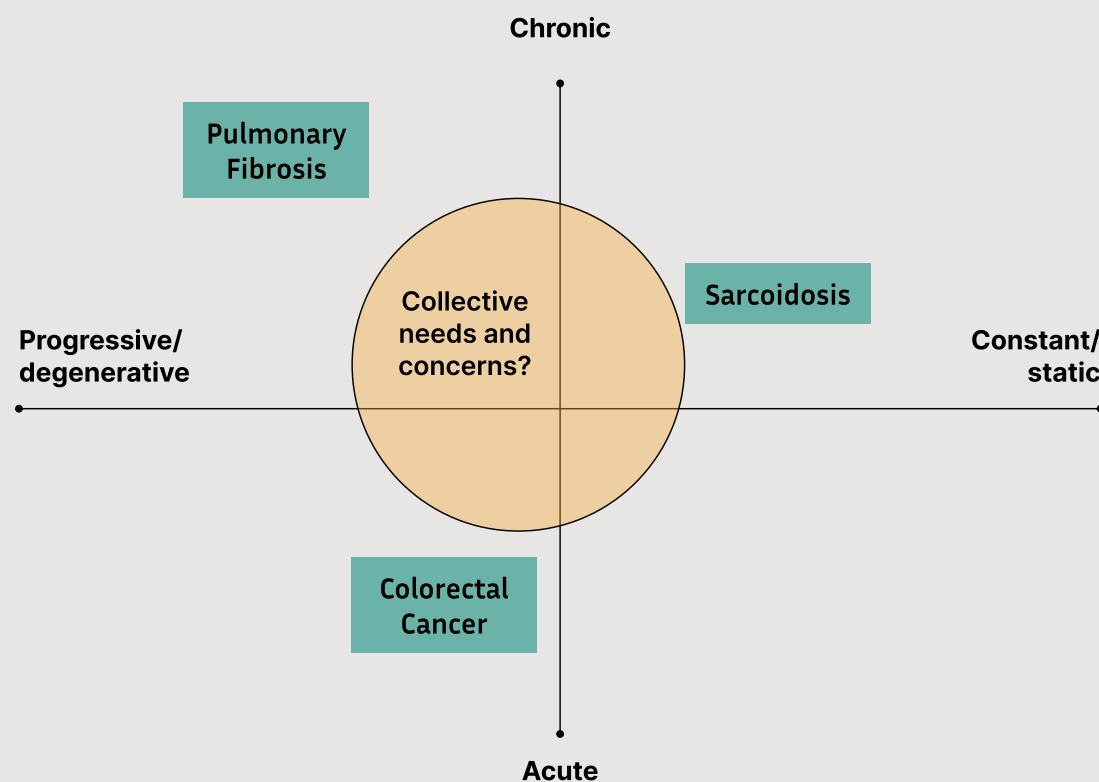 Chronic
Pulmonary
Fibrosis
Collective
needs and
concerns?
Sarcoidosis
Progressive/
degenerative
Constant/
static
Colorectal
Cancer
Acute